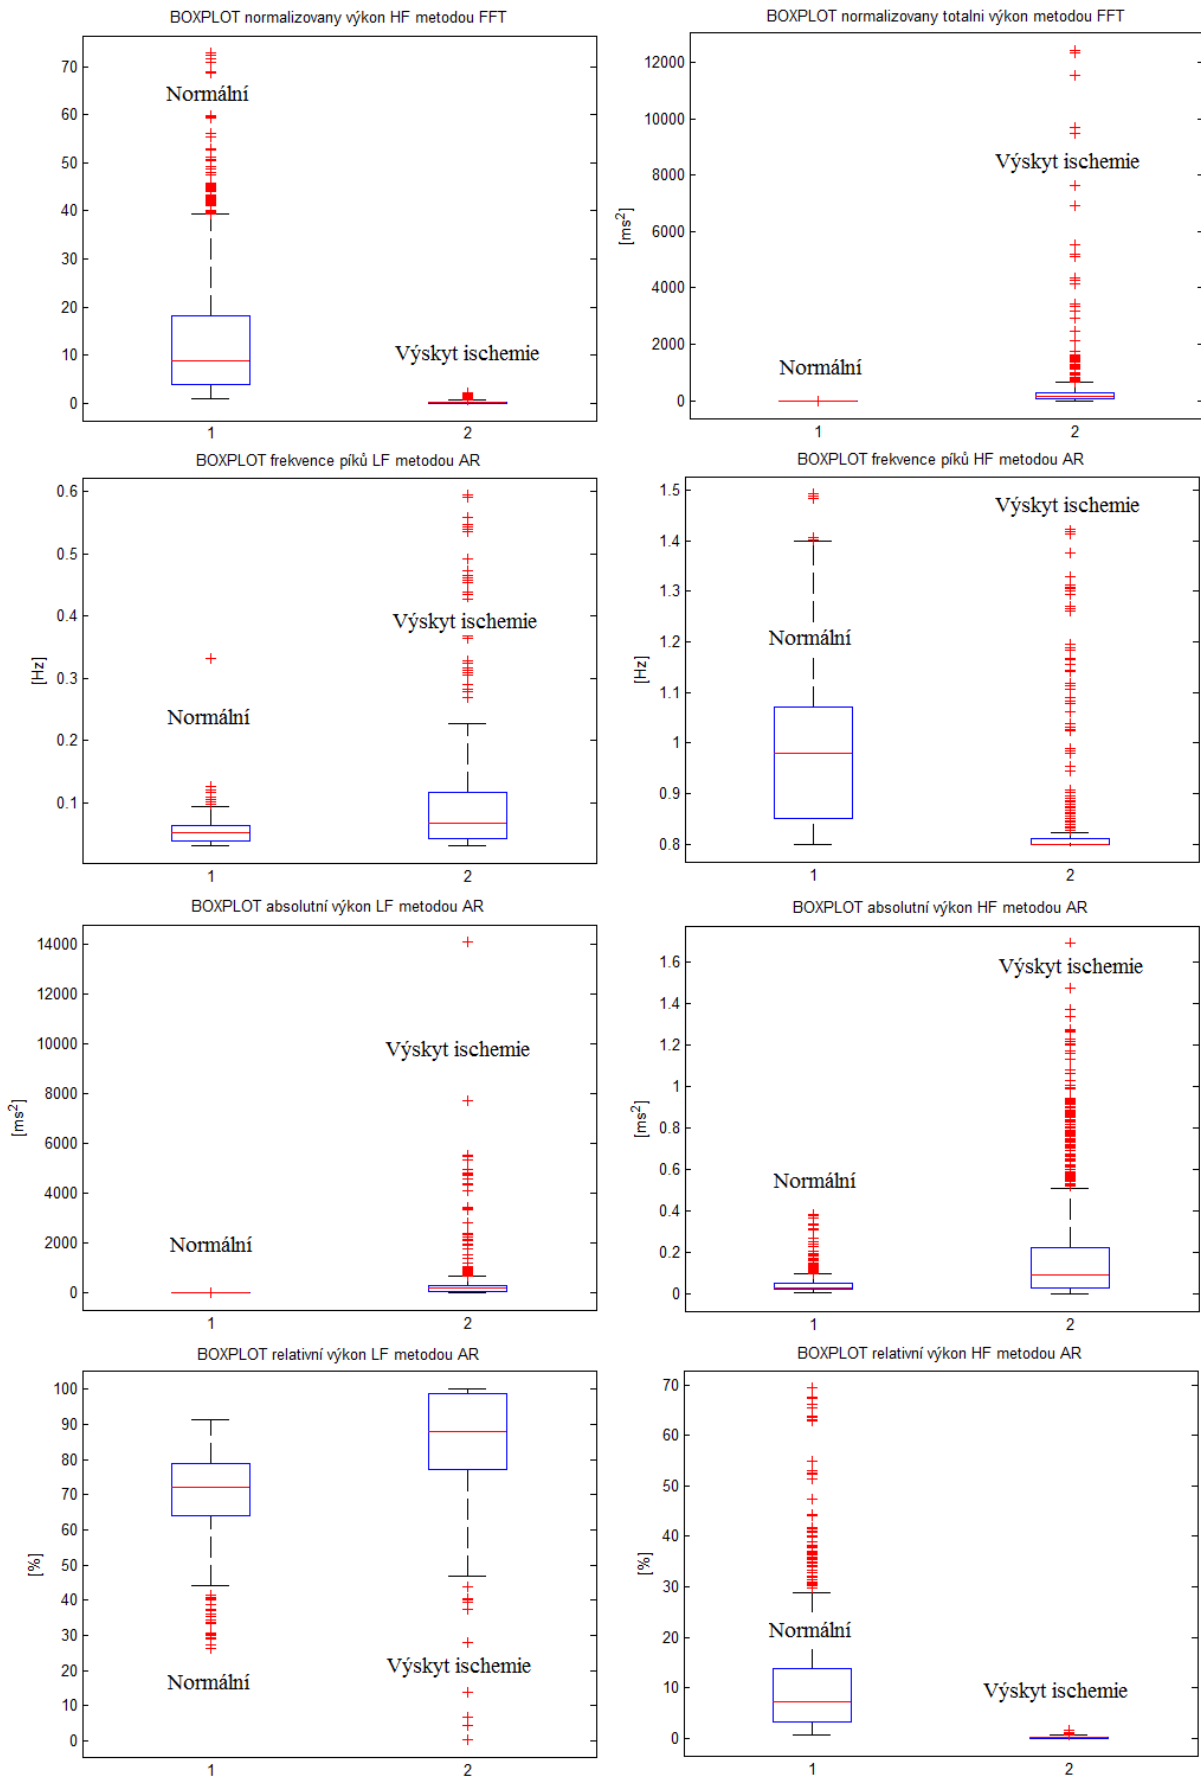 BOXPLOT normalizovany výkon HF metodou FFT
70
60
50
40
30
20
10
0
Normální
Výskyt ischemie
1
2
BOXPLOT normalizovany totalni výkon metodou FFT
[ms²]
12000
10000
8000
6000
4000
2000
0
Výskyt ischemie
Normální
1
2
BOXPLOT frekvence píků LF metodou AR
[Hz]
0.6
0.5
0.4
0.3
0.2
0.1
Výskyt ischemie
Normální
1
2
BOXPLOT frekvence píků HF metodou AR
[Hz]
1.5
1.4
1.3
1.2
1.1
1
0.9
0.8
Výskyt ischemie
Normální
1
2
BOXPLOT absolutní výkon LF metodou AR
[ms²]
14000
12000
10000
8000
6000
4000
2000
0
Výskyt ischemie
Normální
1
2
BOXPLOT absolutní výkon HF metodou AR
[ms²]
1.6
1.4
1.2
1
0.8
0.6
0.4
0.2
0
Výskyt ischemie
Normální
1
2
BOXPLOT relativní výkon LF metodou AR
[%]
100
90
80
70
60
50
40
30
20
10
0
Normální
Výskyt ischemie
1
2
BOXPLOT relativní výkon HF metodou AR
[%]
70
60
50
40
30
20
10
0
Normální
Výskyt ischemie
1
2